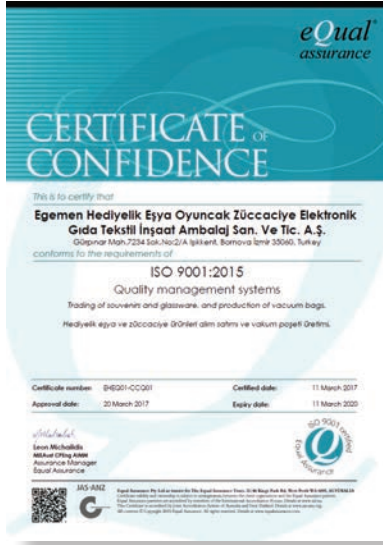 eQual
assurance
CERTIFICATE OF
CONFIDENCE
This is to certify that
Egemen Hediyelik Eşya Oyuncak Züccaciye Elektronik
Gıda Tekstil İnşaat Ambalaj San. Ve Tic. A.Ş.
Gürpınar Mah.7234 Sok.No:2/A Işıkkent, Bornova İzmir 35060, Turkey
conforms to the requirements of
ISO 9001:2015
Quality management systems
Trading of souvenirs and glassware, and production of vacuum bags.
Hediyelik eşya ve züccaciye ürünleri alım satımı ve vakum poşeti üretimi.
Certificate number: EHEQ01-CCQ01 Certified date: 11 March 2017
Approval date: 20 March 2017 Expiry date: 11 March 2020
Leon Michailidis
Assurance Manager
Equal Assurance
ISO 9001 certified
Equal Assurance
JAS-ANZ